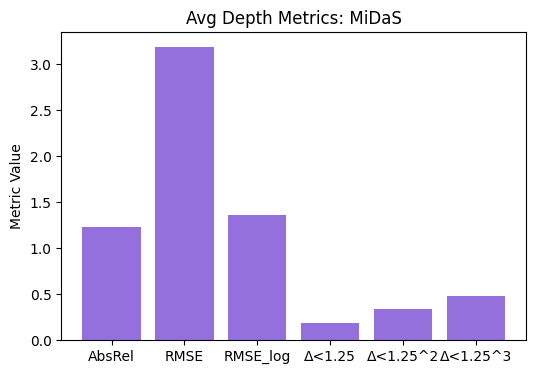 Avg Depth Metrics: MiDaS
Metric Value
3.0
2.5
2.0
1.5
1.0
0.5
0.0
AbsRel RMSE RMSE_log Δ<1.25 Δ<1.25^2 Δ<1.25^3